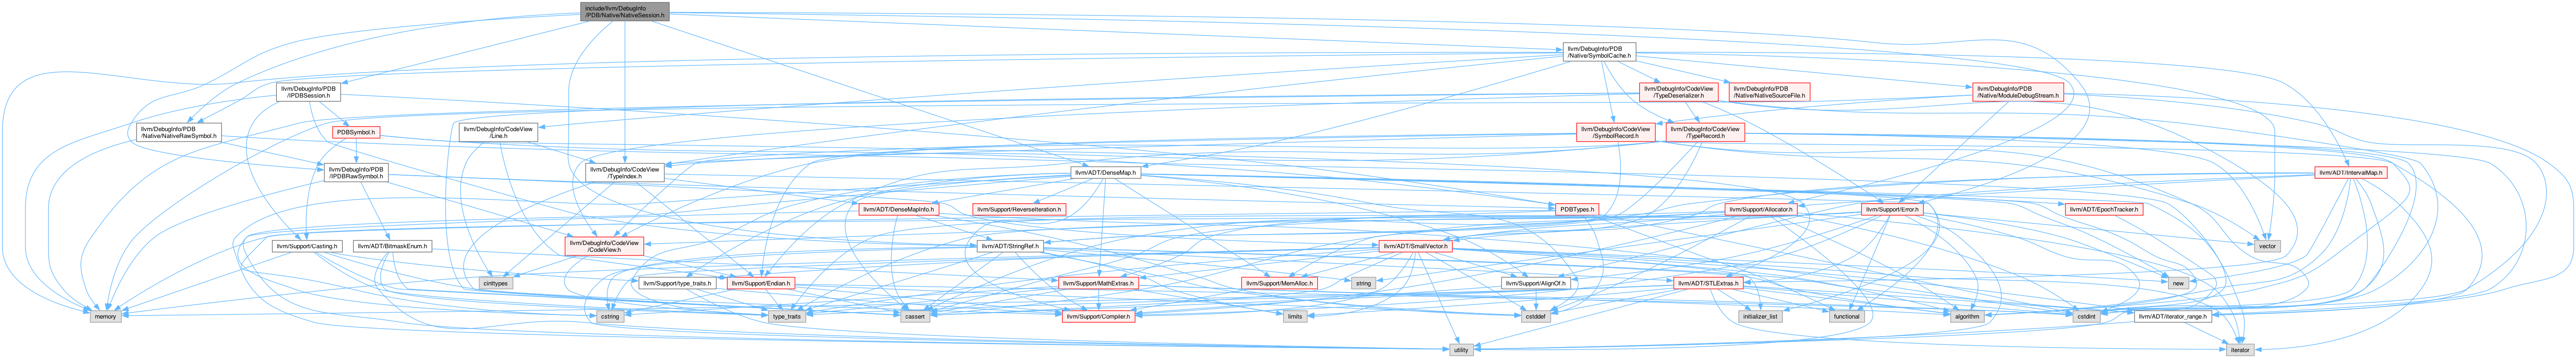 include/llvm/DebugInfo
/PDB/Native/NativeSession.h
llvm/DebugInfo/PDB
/Native/SymbolCache.h
llvm/DebugInfo/PDB
/IPDBSession.h
llvm/DebugInfo/CodeView
/TypeDeserializer.h
llvm/DebugInfo/PDB
/Native/NativeSourceFile.h
llvm/DebugInfo/PDB
/Native/ModuleDebugStream.h
llvm/DebugInfo/PDB
/Native/NativeRawSymbol.h
PDBSymbol.h
llvm/DebugInfo/CodeView
/Line.h
llvm/DebugInfo/CodeView
/SymbolRecord.h
llvm/DebugInfo/CodeView
/TypeRecord.h
llvm/DebugInfo/PDB
/IPDBRawSymbol.h
llvm/DebugInfo/CodeView
/TypeIndex.h
llvm/ADT/DenseMap.h
llvm/ADT/IntervalMap.h
llvm/ADT/DenseMapInfo.h
llvm/Support/ReverseIteration.h
PDBTypes.h
llvm/Support/Allocator.h
llvm/Support/Error.h
llvm/ADT/EpochTracker.h
llvm/Support/Casting.h
llvm/ADT/BitmaskEnum.h
llvm/DebugInfo/CodeView
/CodeView.h
llvm/ADT/StringRef.h
llvm/ADT/SmallVector.h
vector
cinttypes
llvm/Support/type_traits.h
llvm/Support/Endian.h
llvm/Support/MathExtras.h
llvm/Support/MemAlloc.h
string
llvm/Support/AlignOf.h
llvm/ADT/STLExtras.h
new
memory
cstring
type_traits
cassert
llvm/Support/Compiler.h
limits
cstddef
initializer_list
functional
algorithm
cstdint
llvm/ADT/iterator_range.h
utility
iterator